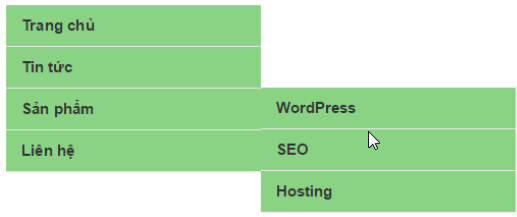 Trang chủ
Tin tức
Sản phẩm
Liên hệ
WordPress
SEO
Hosting